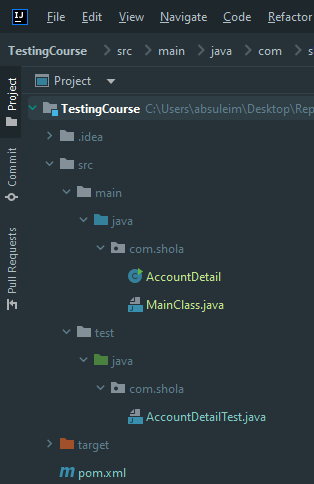 IJ File Edit View Navigate Code Refactor
TestingCourse src main java com s
Project
TestingCourse C:\Users\absuleim\Desktop\Rep
.idea
src
main
java
com.shola
C AccountDetail
MainClass.java
test
java
com.shola
AccountDetailTest.java
target
m pom.xml
Project
Commit
Pull Requests